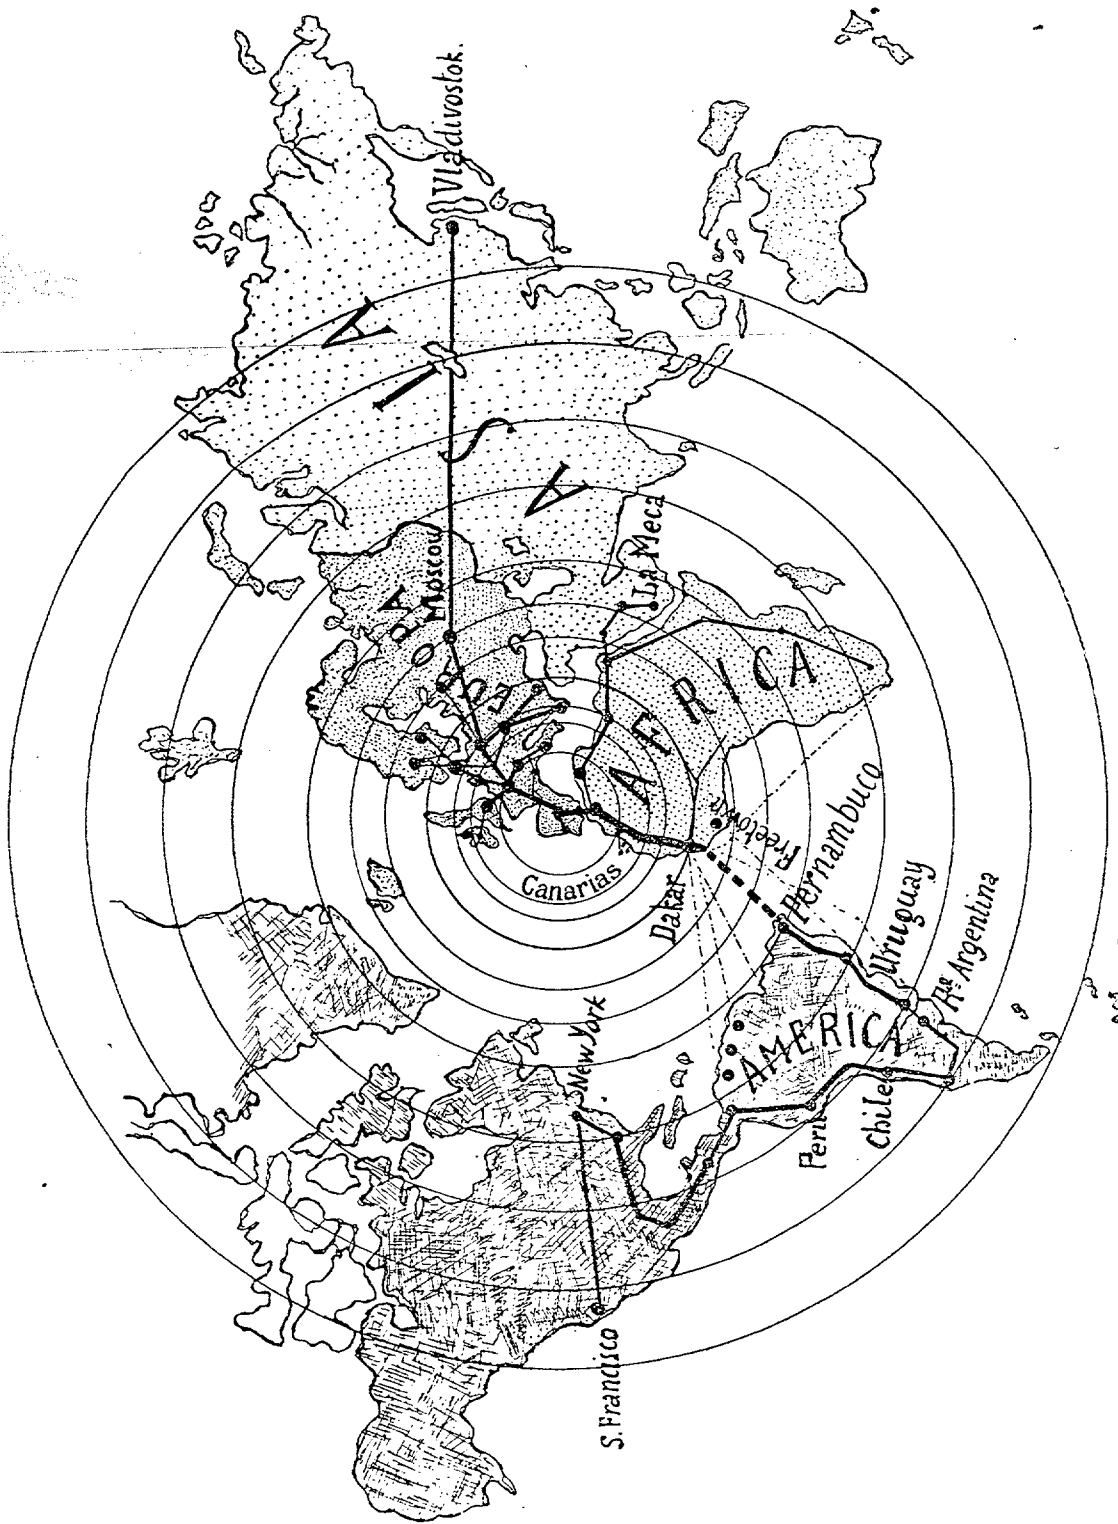 Vladivostok.
ASIA
Moscou
EUROPA
La Meca
AFRICA
Canarias
Dakar
Freetown
Pernambuco
Uruguay
Rca Argentina
AMERICA
Chile
Perú
New York
S. Francisco